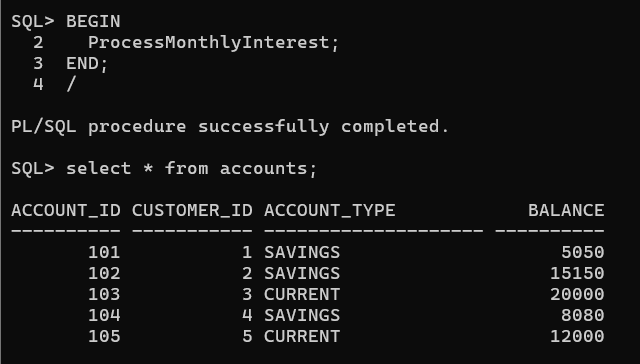 SQL> BEGIN
  2    ProcessMonthlyInterest;
  3  END;
  4  /
PL/SQL procedure successfully completed.
SQL> select * from accounts;
ACCOUNT_ID CUSTOMER_ID ACCOUNT_TYPE            BALANCE
---------- ----------- -------------------- ----------
       101           1 SAVINGS                    5050
       102           2 SAVINGS                   15150
       103           3 CURRENT                   20000
       104           4 SAVINGS                    8080
       105           5 CURRENT                   12000